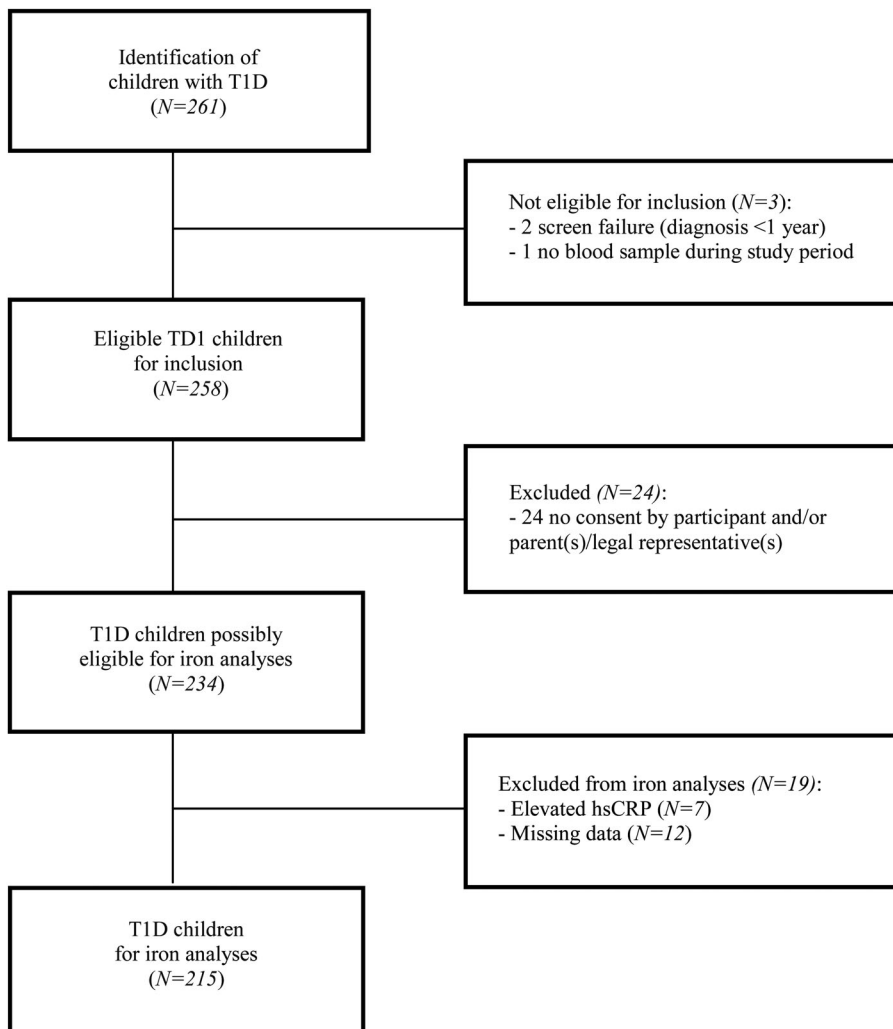 Identification of
children with T1D
(N=261)
Not eligible for inclusion (N=3):
- 2 screen failure (diagnosis <1 year)
- 1 no blood sample during study period
Eligible TD1 children
for inclusion
(N=258)
Excluded (N=24):
- 24 no consent by participant and/or
parent(s)/legal representative(s)
T1D children possibly
eligible for iron analyses
(N=234)
Excluded from iron analyses (N=19):
- Elevated hsCRP (N=7)
- Missing data (N=12)
T1D children
for iron analyses
(N=215)